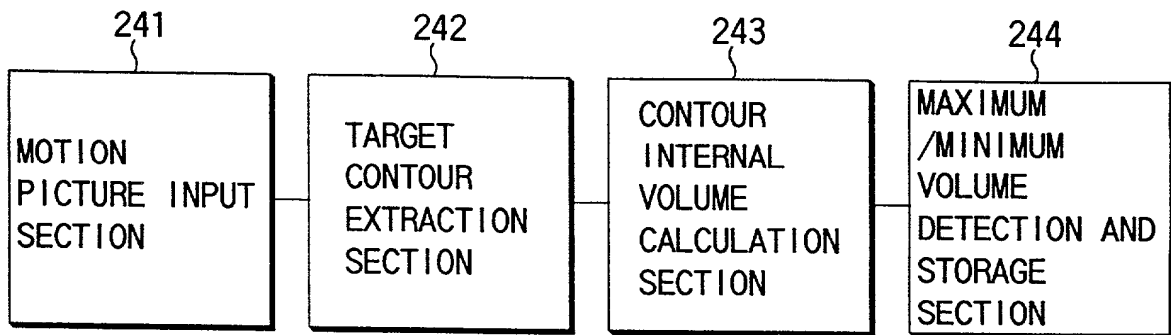 241
242
243
244
MOTION
PICTURE INPUT
SECTION
TARGET
CONTOUR
EXTRACTION
SECTION
CONTOUR
INTERNAL
VOLUME
CALCULATION
SECTION
MAXIMUM
/MINIMUM
VOLUME
DETECTION AND
STORAGE
SECTION